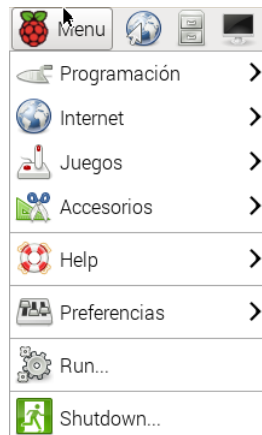 Menu
Programación
Internet
Juegos
Accesorios
Help
Preferencias
Run...
Shutdown...